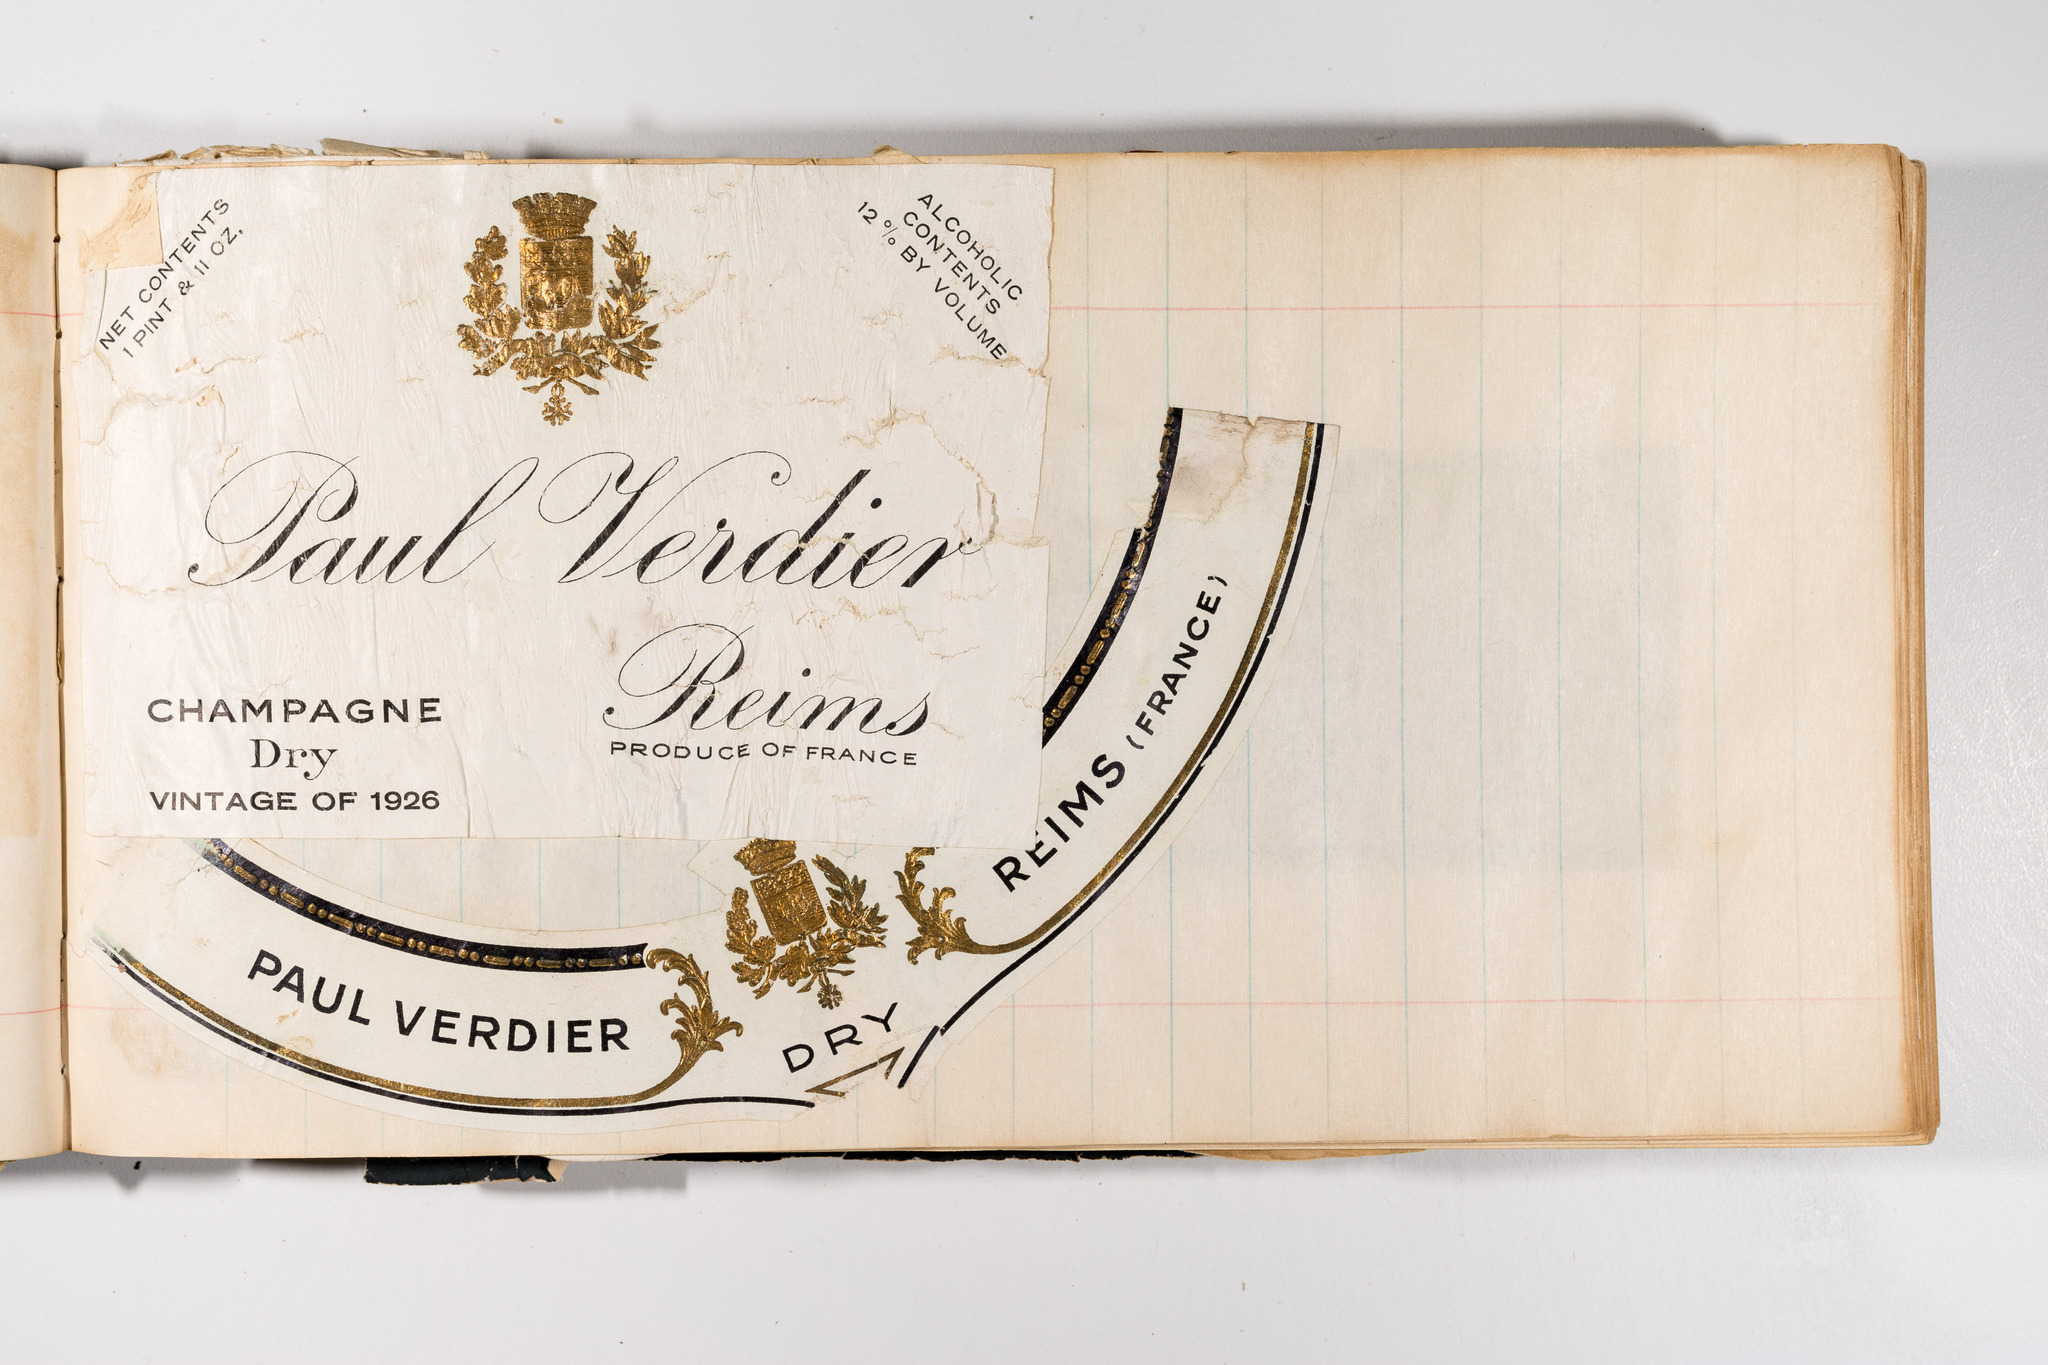 NET CONTENTS
1 PINT & 11 OZ.
ALCOHOLIC
CONTENTS
12 % BY VOLUME
Paul Verdier
Reims
PRODUCE OF FRANCE
CHAMPAGNE
Dry
VINTAGE OF 1926
PAUL VERDIER
DRY
REIMS (FRANCE)